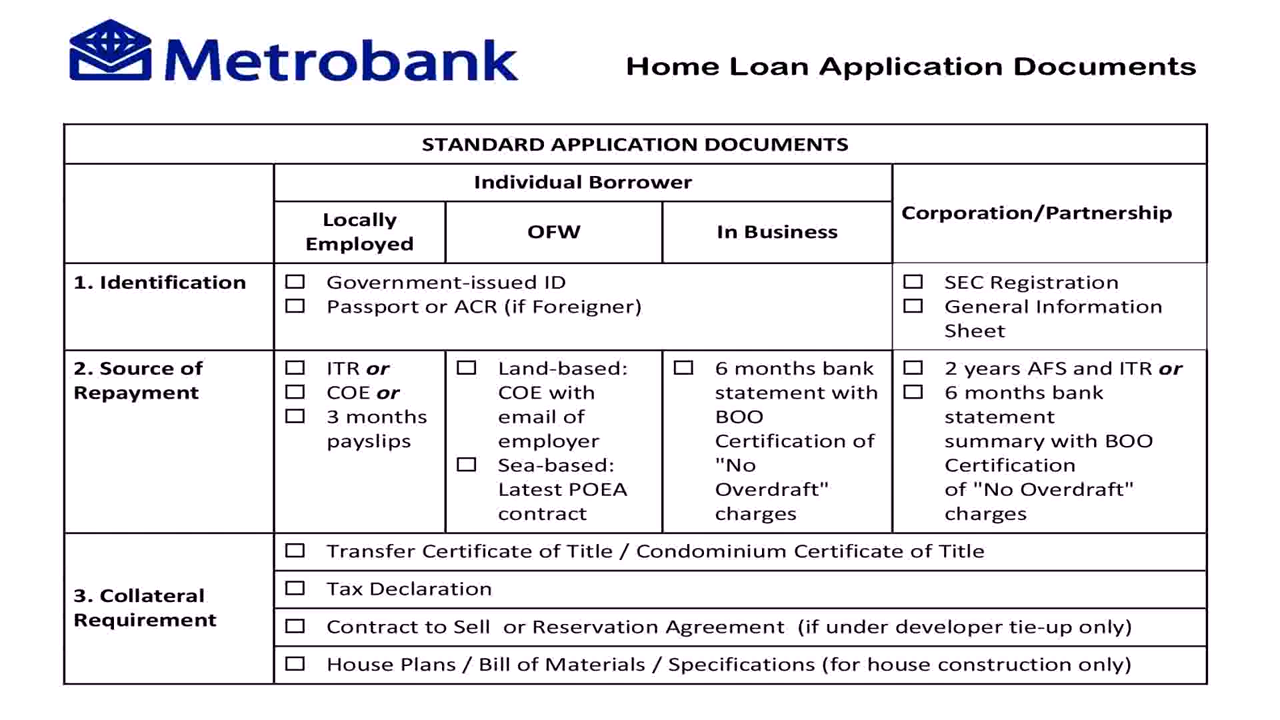 Metrobank
Home Loan Application Documents
STANDARD APPLICATION DOCUMENTS
Individual Borrower
Corporation/Partnership
Locally
Employed
OFW
In Business
1. Identification
Government-issued ID
Passport or ACR (if Foreigner)
SEC Registration
General Information
Sheet
2. Source of
Repayment
ITR or
COE or
3 months
payslips
Land-based:
COE with
email of
employer
Sea-based:
Latest POEA
contract
6 months bank
statement with
BOO
Certification of
"No
Overdraft"
charges
2 years AFS and ITR or
6 months bank
statement
summary with BOO
Certification
of "No Overdraft"
charges
3. Collateral
Requirement
Transfer Certificate of Title / Condominium Certificate of Title
Tax Declaration
Contract to Sell or Reservation Agreement (if under developer tie-up only)
House Plans / Bill of Materials / Specifications (for house construction only)